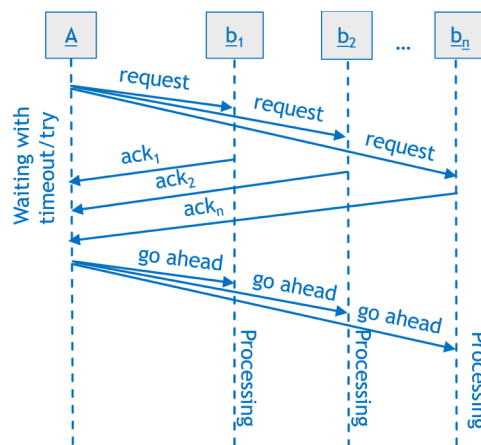 A
b1
b2
...
bn
request
request
request
Waiting with
timeout/try
ack1
ack2
ackn
go ahead
go ahead
go ahead
Processing
Processing
Processing